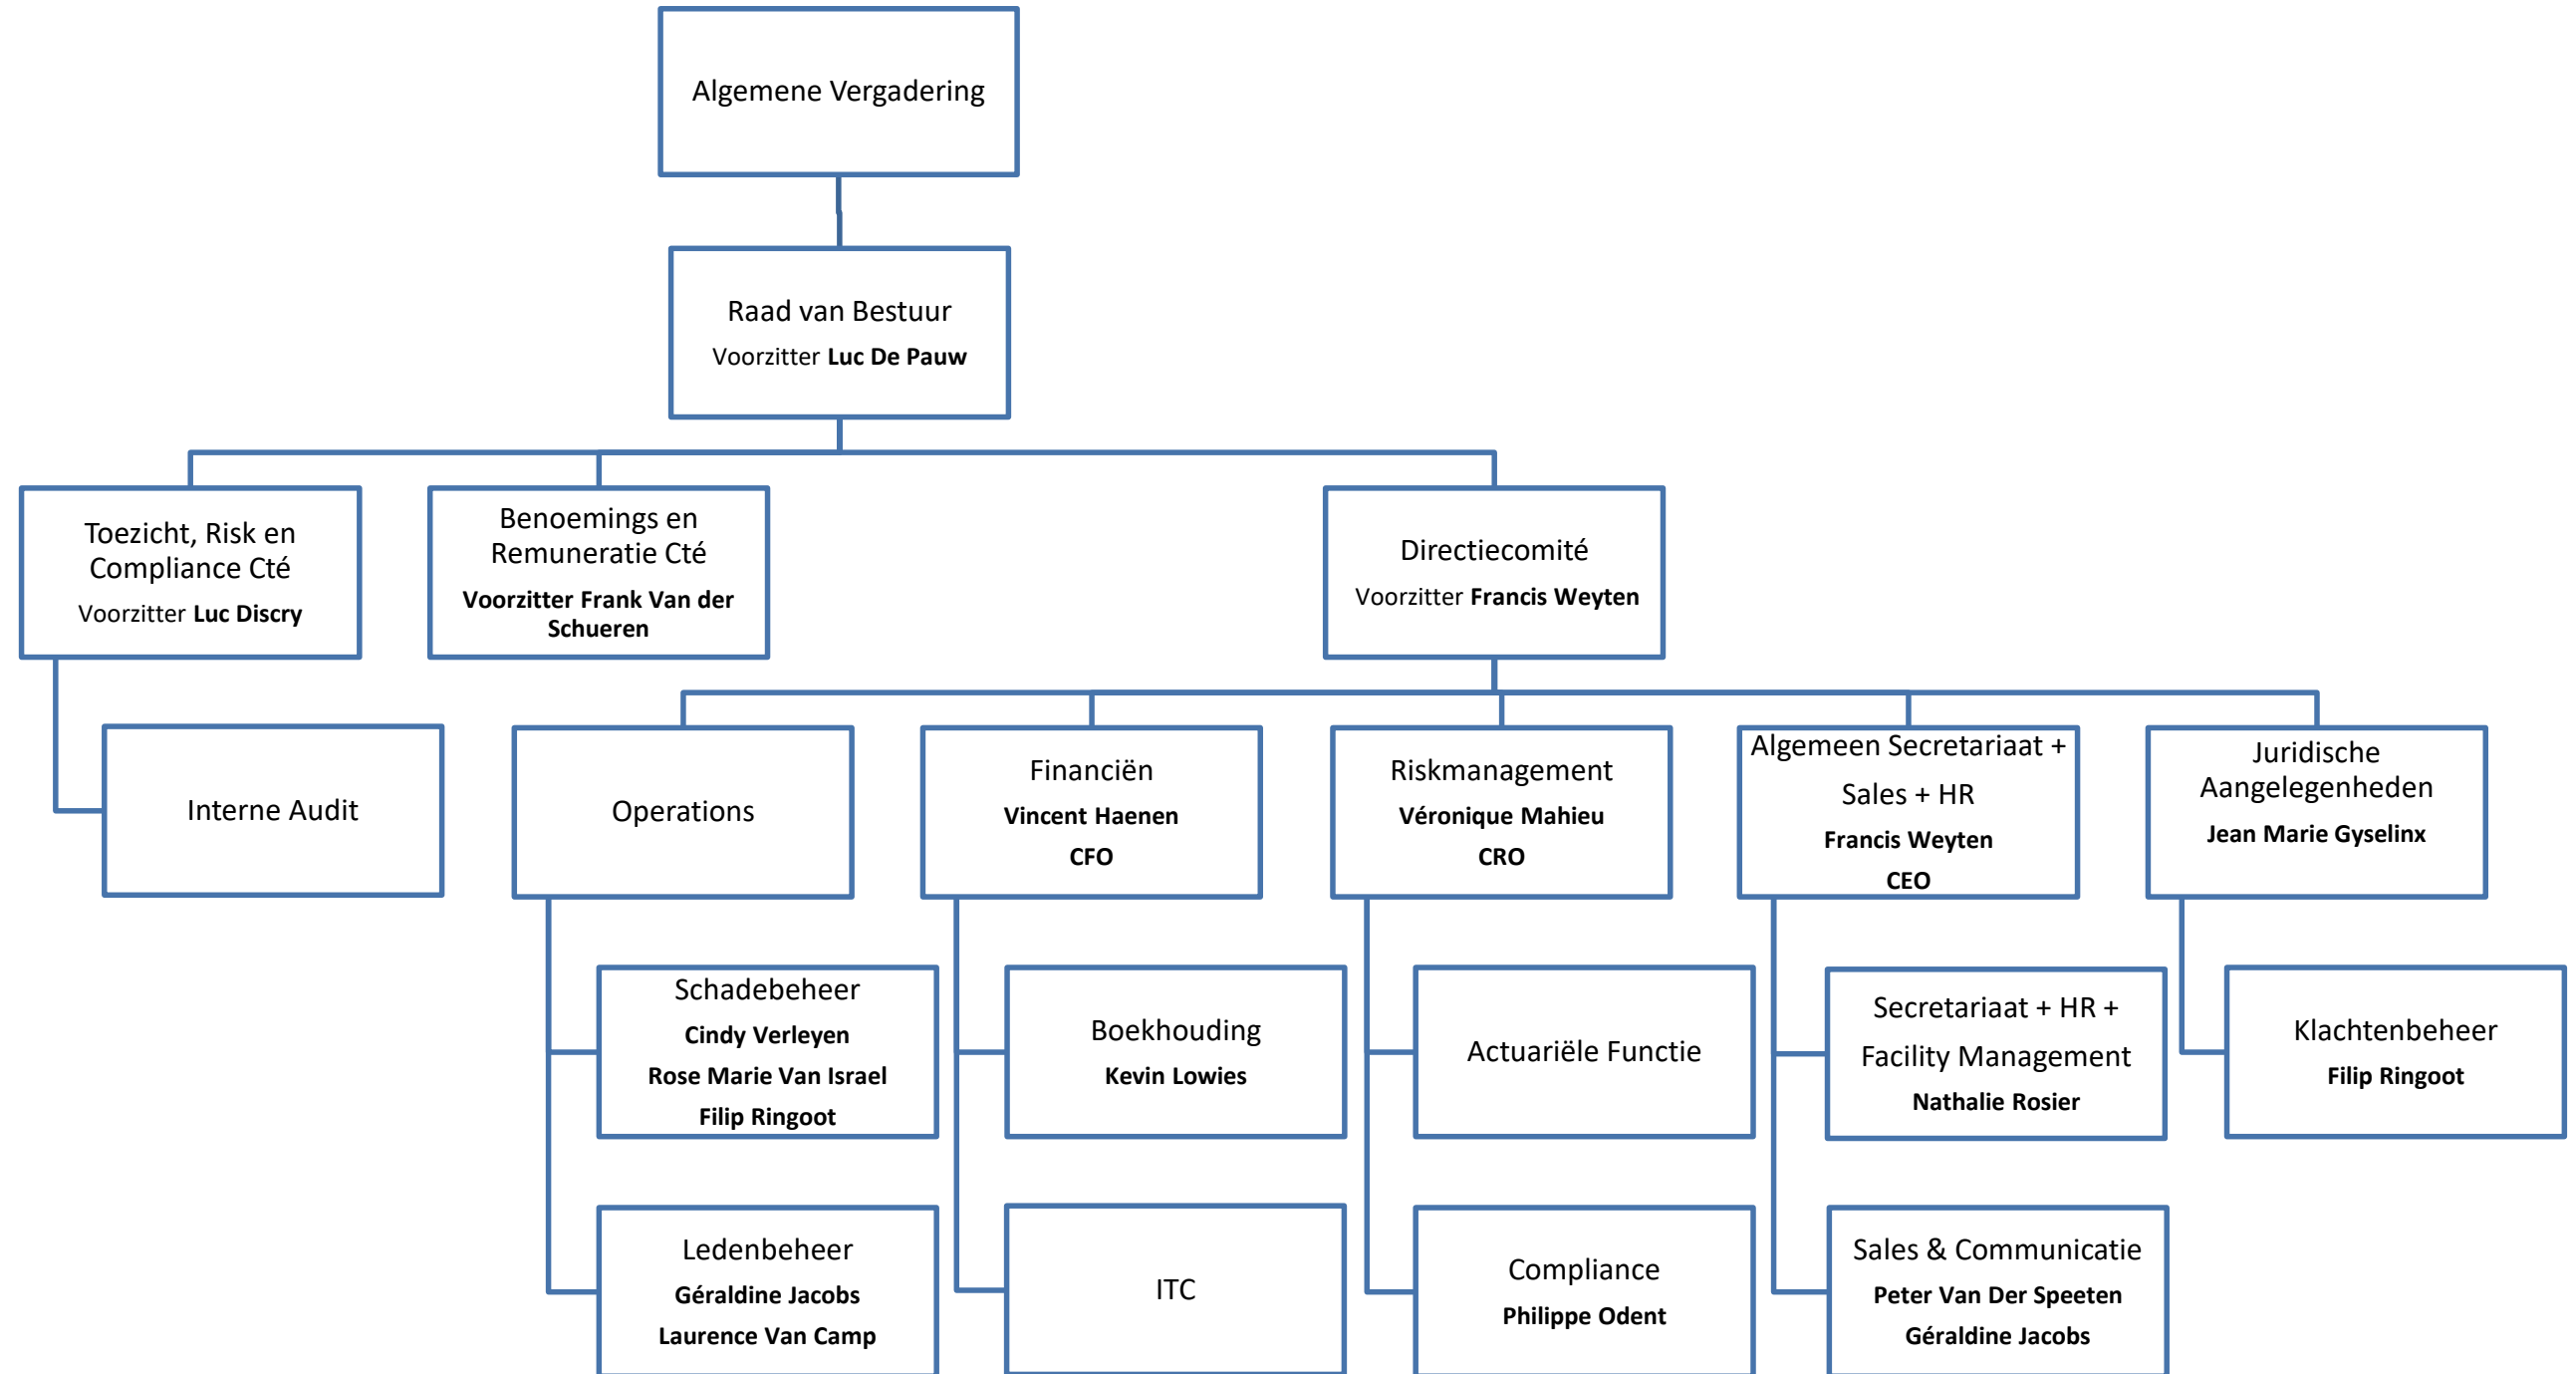 Algemene Vergadering
Raad van Bestuur
Voorzitter Luc De Pauw
Toezicht, Risk en
Compliance Cté
Voorzitter Luc Discry
Benoemings en
Remuneratie Cté
Voorzitter Frank Van der
Schueren
Directiecomité
Voorzitter Francis Weyten
Interne Audit
Operations
Financiën
Vincent Haenen
CFO
Riskmanagement
Véronique Mahieu
CRO
Algemeen Secretariaat +
Sales + HR
Francis Weyten
CEO
Juridische
Aangelegenheden
Jean Marie Gyselinx
Schadebeheer
Cindy Verleyen
Rose Marie Van Israel
Filip Ringoot
Boekhouding
Kevin Lowies
Actuariële Functie
Secretariaat + HR +
Facility Management
Nathalie Rosier
Klachtenbeheer
Filip Ringoot
Ledenbeheer
Géraldine Jacobs
Laurence Van Camp
ITC
Compliance
Philippe Odent
Sales & Communicatie
Peter Van Der Speeten
Géraldine Jacobs